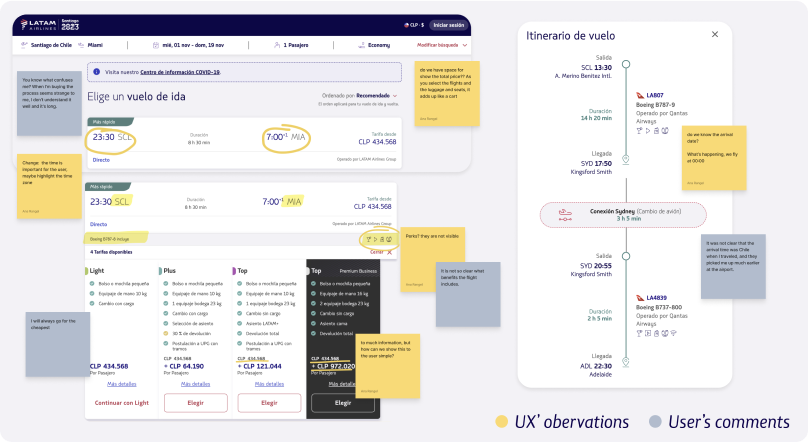 LATAM AIRLINES Santiago 2023
CLP · $ Iniciar sesión
Santiago de Chile Miami mié, 01 nov - dom, 19 nov 1 Pasajero Economy Modificar búsqueda
Visita nuestro Centro de información COVID-19.
Elige un vuelo de ida
Ordenado por Recomendado
El orden aplicará para tu vuelo de ida y vuelta.
Más rápido
23:30 SCL
Duración
8 h 30 min
7:00+1 MIA
Tarifa desde
CLP 434.568
Directo
Operado por LATAM Airlines Group
Más rápido
23:30 SCL
Duración
8 h 30 min
7:00+1 MIA
Tarifa desde
CLP 434.568
Directo
Operado por LATAM Airlines Group
Boeing B787-8 incluye
4 Tarifas disponibles
Cerrar X
Light
Bolso o mochila pequeña
Equipaje de mano 10 kg
Cambio con cargo
CLP 434.568
Por Pasajero
Más detalles
Continuar con Light
Plus
Bolso o mochila pequeña
Equipaje de mano 10 kg
1 equipaje bodega 23 kg
Cambio con cargo
Selección de asiento
30 % de devolución
Postulación a UPG con tramos
CLP 434.568
+ CLP 64.190
Por Pasajero
Más detalles
Elegir
Top
Bolso o mochila pequeña
Equipaje de mano 10 kg
1 equipaje bodega 23 kg
Cambio sin cargo
Asiento LATAM+
Devolución total
Postulación a UPG con tramos
CLP 434.568
+ CLP 121.044
Por Pasajero
Más detalles
Elegir
Top Premium Business
Bolso o mochila pequeña
Equipaje de mano 16 kg
2 equipaje bodega 23 kg
Cambio sin cargo
Asiento cama
Devolución total
CLP 434.568
+ CLP 972.020
Por Pasajero
Más detalles
Elegir
You know what confuses
me? When I'm buying the
process seems strange to
me, I don't understand it
well and it's long.
Change the time is
important for the user,
maybe highlight the time
zone
Ana Rangel
do we have space for
show the total price?? As
you select the flights and
the luggage and seats, it
adds up like a cart
Ana Rangel
Perks? they are not visible
Ana Rangel
It is not so clear what
benefits the flight
includes.
I will always go for the
cheapest
to much information, but
how can we show this to
the user simple?
Ana Rangel
Itinerario de vuelo
Salida
SCL 13:30
A. Merino Benítez Intl.
Duración
14 h 20 min
LA807
Boeing B787-9
Operado por Qantas
Airways
Llegada
SYD 17:50
Kingsford Smith
Conexión Sydney (Cambio de avión)
3 h 5 min
Salida
SYD 20:55
Kingsford Smith
Duración
2 h 5 min
LA4839
Boeing B737-800
Operado por Qantas
Airways
Llegada
ADL 22:30
Adelaide
do we know the arrival
date?
What's happening, we fly
at 00:00
Ana Rangel
It was not clear that the
arrival time was Chile
when I traveled, and they
picked me up much earlier
at the airport.
UX' obervations
User's comments